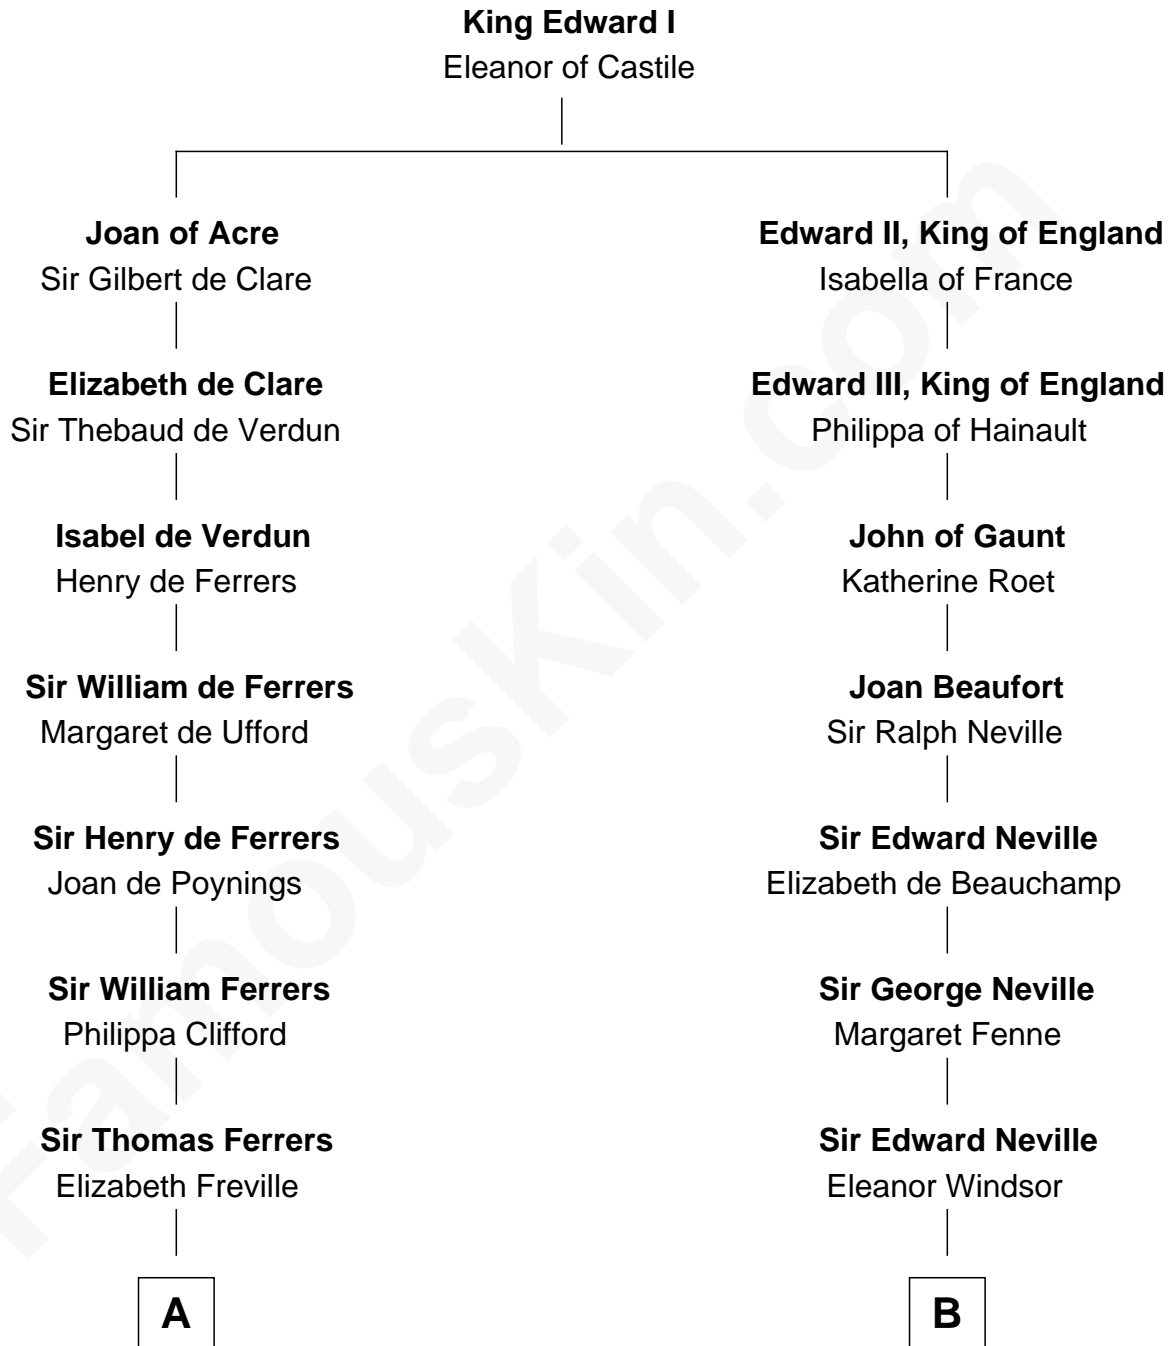 King Edward I
Eleanor of Castile
Joan of Acre
Sir Gilbert de Clare
Edward II, King of England
Isabella of France
Elizabeth de Clare
Sir Thebaud de Verdun
Edward III, King of England
Philippa of Hainault
Isabel de Verdun
Henry de Ferrers
John of Gaunt
Katherine Roet
Sir William de Ferrers
Margaret de Ufford
Joan Beaufort
Sir Ralph Neville
Sir Henry de Ferrers
Joan de Poynings
Sir Edward Neville
Elizabeth de Beauchamp
Sir William Ferrers
Philippa Clifford
Sir George Neville
Margaret Fenne
Sir Thomas Ferrers
Elizabeth Freville
Sir Edward Neville
Eleanor Windsor
A
B
FamousKin.com